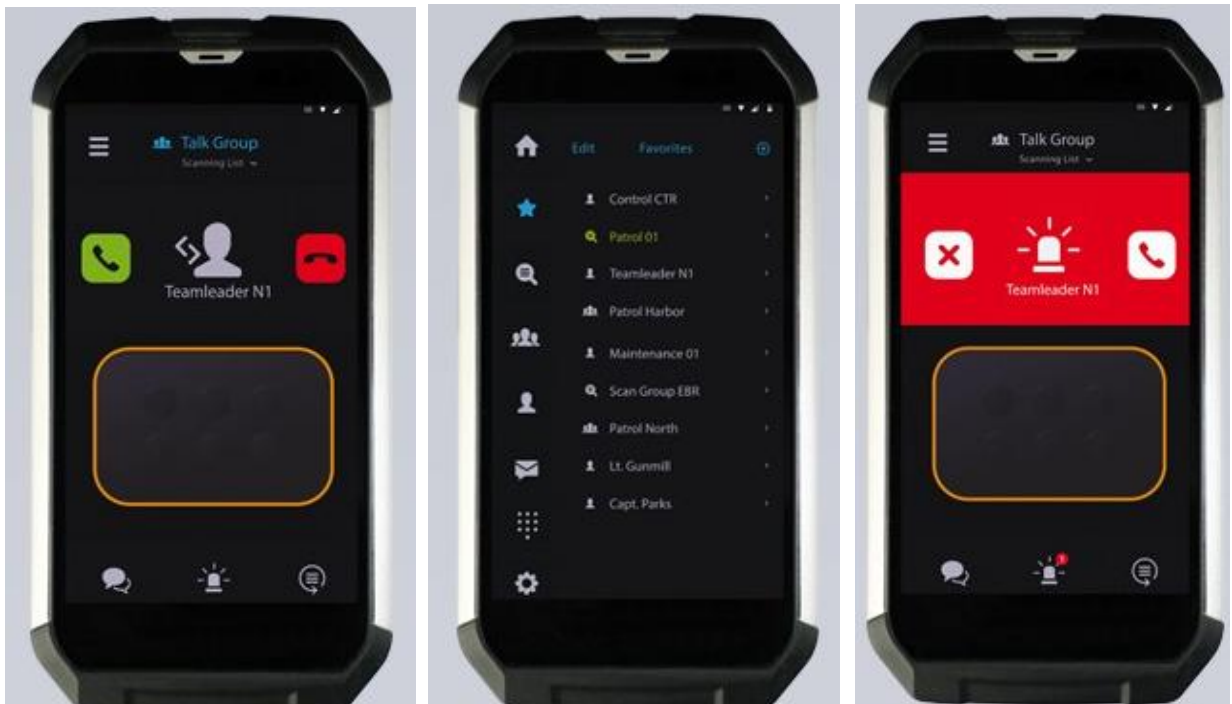 Talk Group
Scanning List
Teamleader N1
Edit Favorites
Control CTR
Patrol 01
Teamleader N1
Patrol Harbor
Maintenance 01
Scan Group EBR
Patrol North
Lt. Gunmill
Capt. Parks
Talk Group
Scanning List
Teamleader N1
1